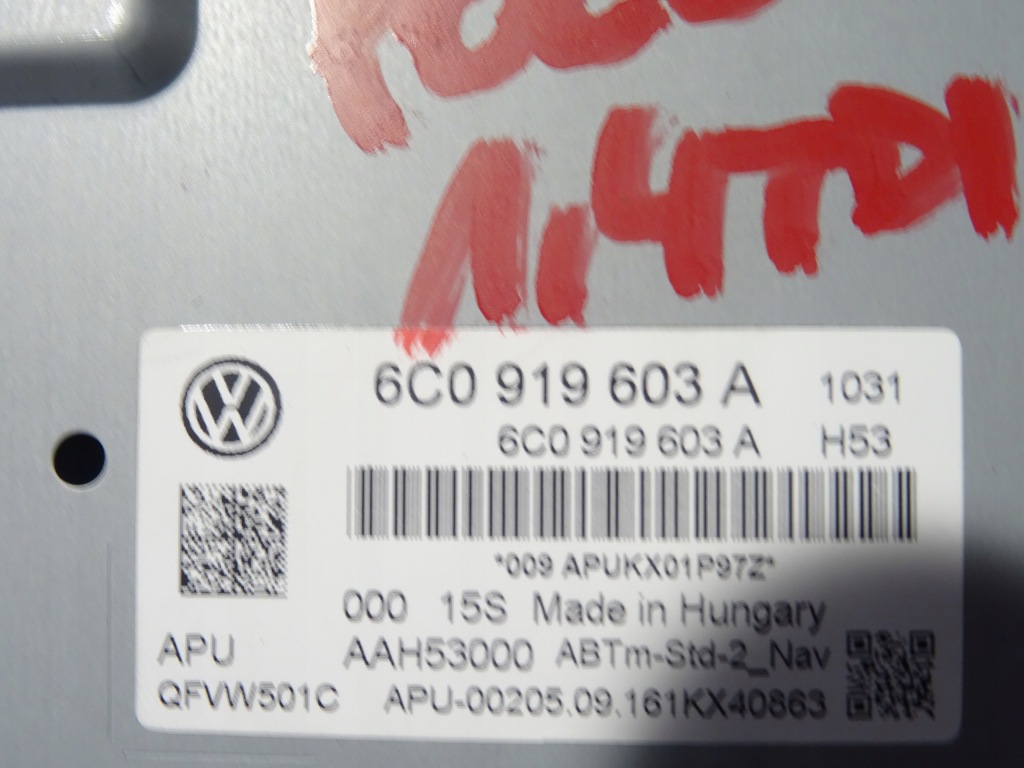 1.4TDI
6C0 919 603 A 1031
6C0 919 603 A H53
*009 APUKX01P97Z*
000 15S Made in Hungary
APU AAH53000 ABTm-Std-2_Nav
QFVW501C APU-00205.09.161KX40863